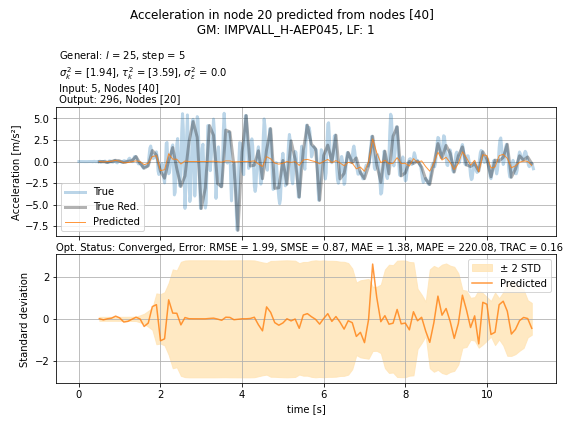 Acceleration in node 20 predicted from nodes [40]
GM: IMPVALL_H-AEP045, LF: 1
General: l = 25, step = 5
σ²ₖ = [1.94], τ²ₖ = [3.59], σ²ε = 0.0
Input: 5, Nodes [40]
Output: 296, Nodes [20]
Acceleration [m/s²]
5.0
2.5
0.0
−2.5
−5.0
−7.5
True
True Red.
Predicted
Opt. Status: Converged, Error: RMSE = 1.99, SMSE = 0.87, MAE = 1.38, MAPE = 220.08, TRAC = 0.16
Standard deviation
2
0
−2
± 2 STD
Predicted
0 2 4 6 8 10
time [s]